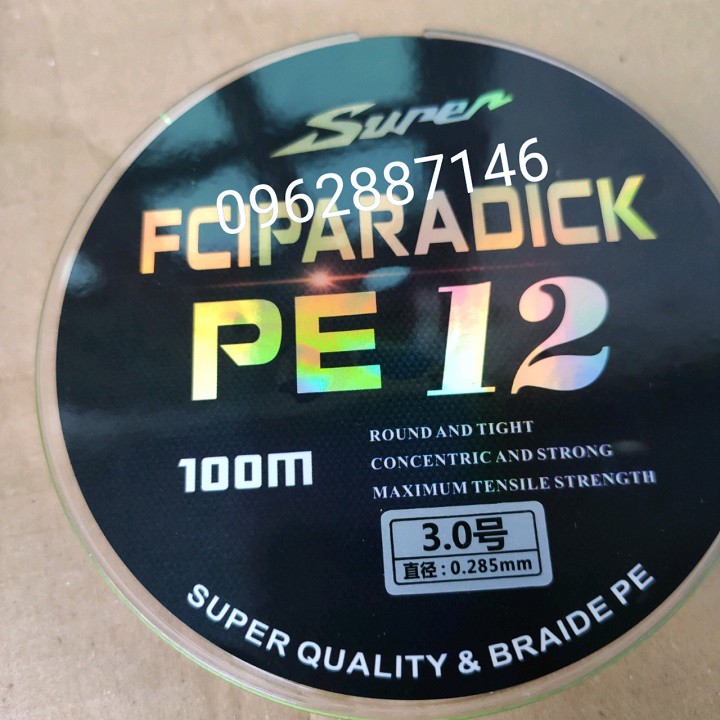 Super
0962887146
FCIPARADICK
PE 12
100m
ROUND AND TIGHT
CONCENTRIC AND STRONG
MAXIMUM TENSILE STRENGTH
3.0号
直径:0.285mm
SUPER QUALITY & BRAIDE PE